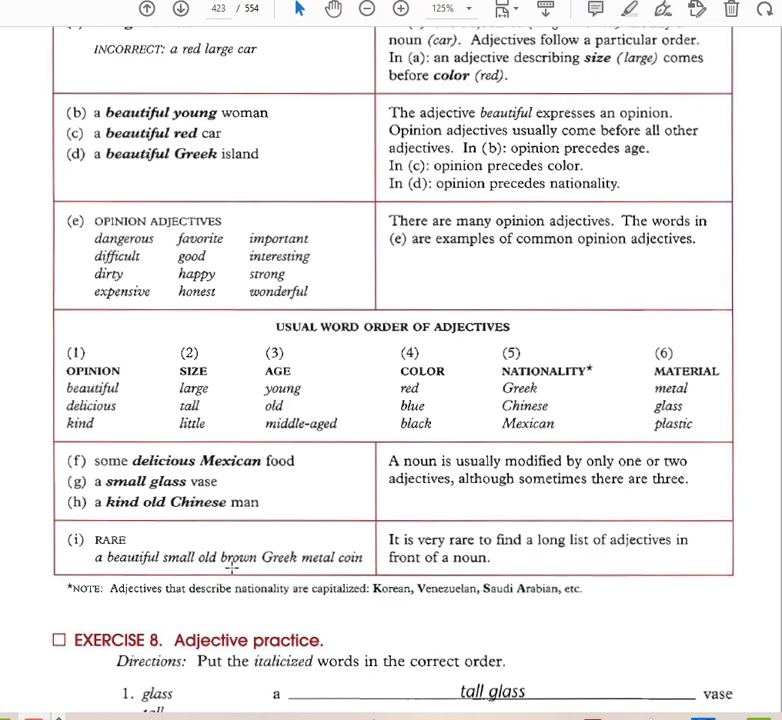 423 / 554
125%
INCORRECT: a red large car
noun (car). Adjectives follow a particular order.
In (a): an adjective describing size (large) comes
before color (red).
(b) a beautiful young woman
(c) a beautiful red car
(d) a beautiful Greek island
The adjective beautiful expresses an opinion.
Opinion adjectives usually come before all other
adjectives. In (b): opinion precedes age.
In (c): opinion precedes color.
In (d): opinion precedes nationality.
(e) OPINION ADJECTIVES
dangerous favorite important
difficult good interesting
dirty happy strong
expensive honest wonderful
There are many opinion adjectives. The words in
(e) are examples of common opinion adjectives.
USUAL WORD ORDER OF ADJECTIVES
(1) (2) (3) (4) (5) (6)
OPINION SIZE AGE COLOR NATIONALITY* MATERIAL
beautiful large young red Greek metal
delicious tall old blue Chinese glass
kind little middle-aged black Mexican plastic
(f) some delicious Mexican food
(g) a small glass vase
(h) a kind old Chinese man
A noun is usually modified by only one or two
adjectives, although sometimes there are three.
(i) RARE
a beautiful small old brown Greek metal coin
It is very rare to find a long list of adjectives in
front of a noun.
*NOTE: Adjectives that describe nationality are capitalized: Korean, Venezuelan, Saudi Arabian, etc.
EXERCISE 8. Adjective practice.
Directions: Put the italicized words in the correct order.
1. glass a tall glass vase